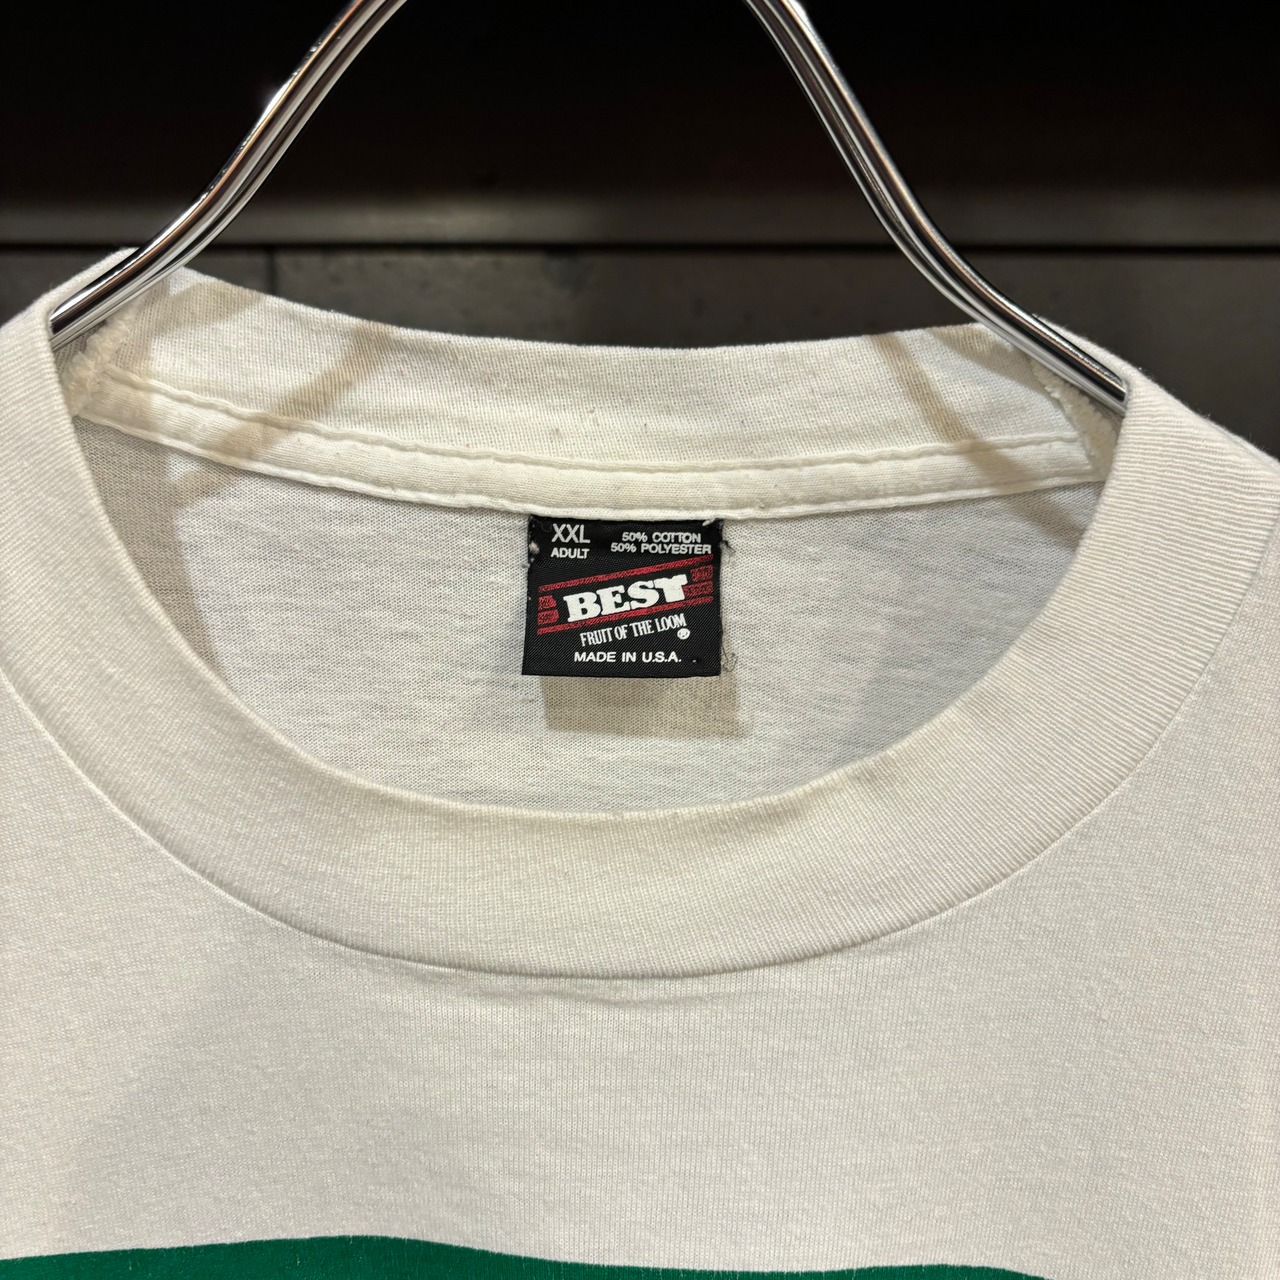 XXL
ADULT
50% COTTON
50% POLYESTER
BEST
FRUIT OF THE LOOM
®
MADE IN U.S.A.